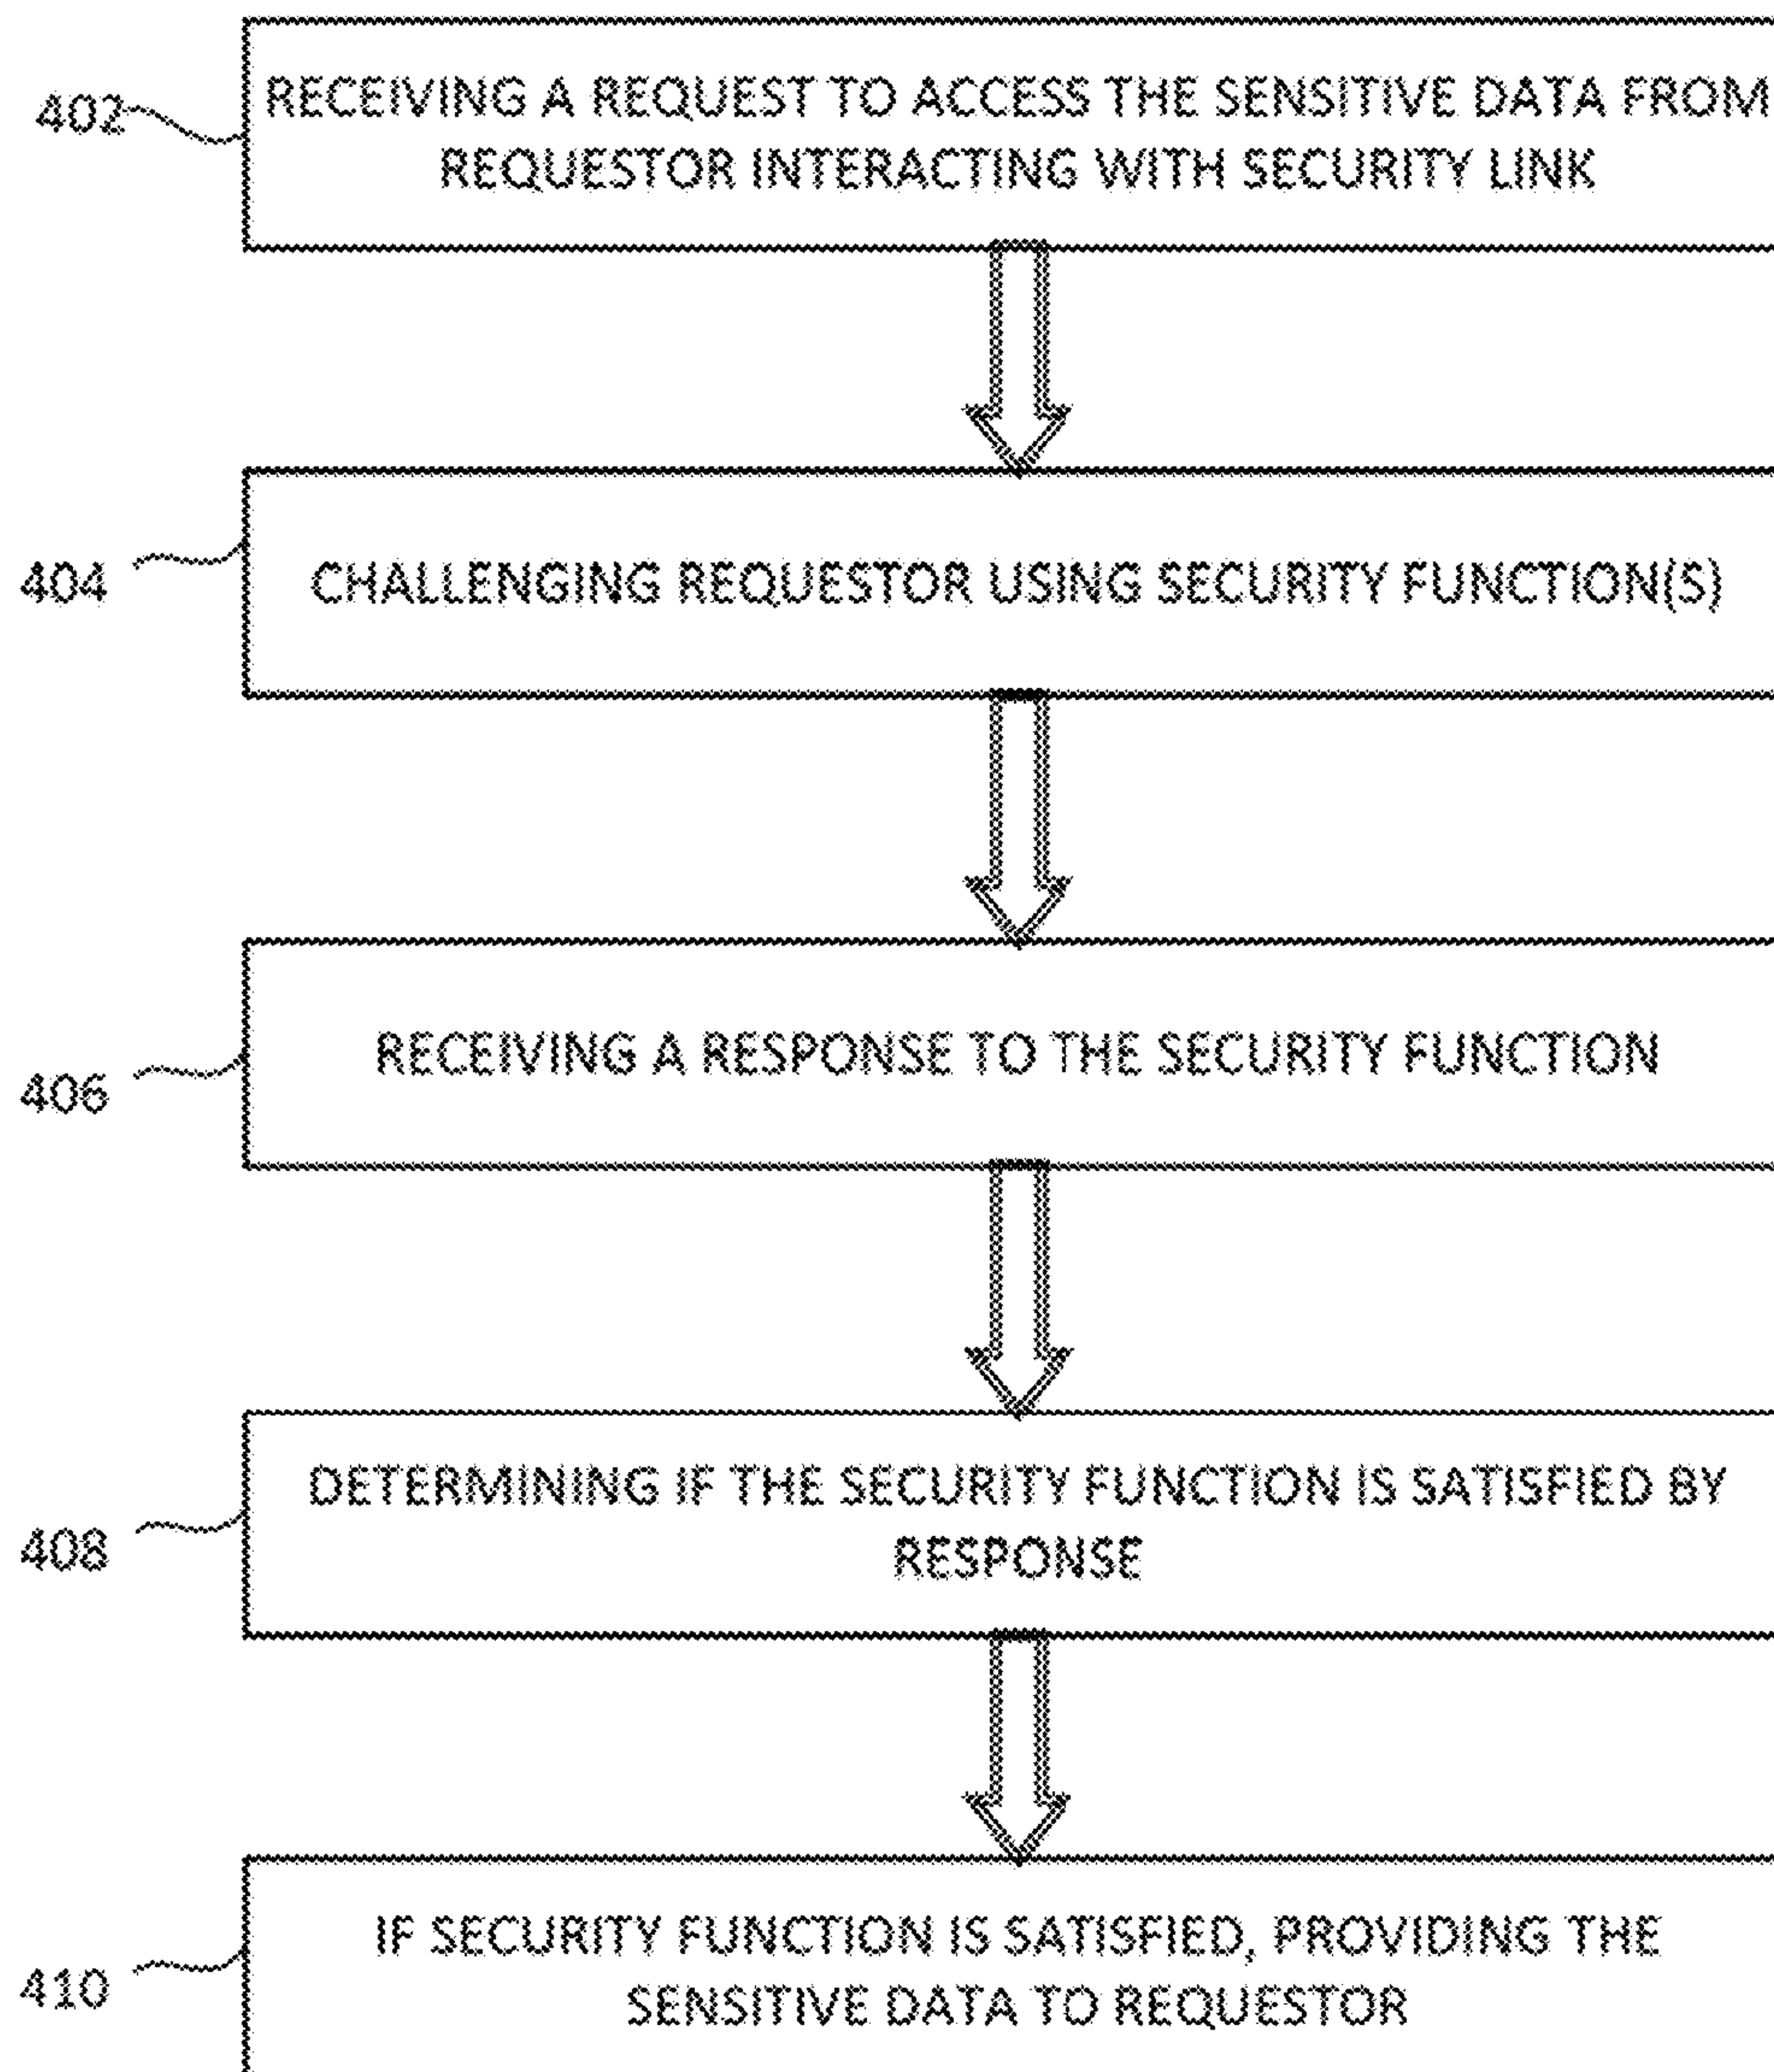 402
RECEIVING A REQUEST TO ACCESS THE SENSITIVE DATA FROM
REQUESTOR INTERACTING WITH SECURITY LINK
404
CHALLENGING REQUESTOR USING SECURITY FUNCTION(S)
406
RECEIVING A RESPONSE TO THE SECURITY FUNCTION
408
DETERMINING IF THE SECURITY FUNCTION IS SATISFIED BY
RESPONSE
410
IF SECURITY FUNCTION IS SATISFIED, PROVIDING THE
SENSITIVE DATA TO REQUESTOR